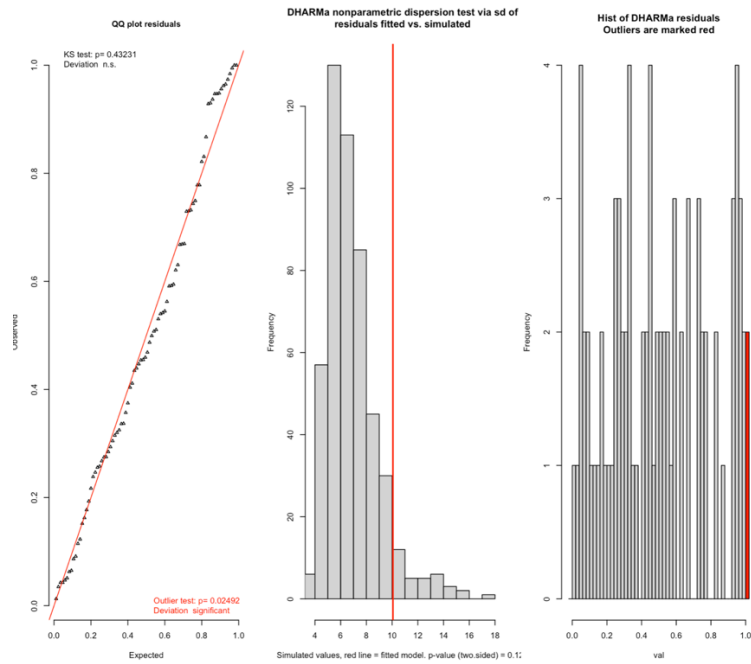 QQ plot residuals
KS test: p= 0.43231
Deviation n.s.
1.0
0.8
0.6
0.4
0.2
0.0
Observed
Outlier test: p= 0.02492
Deviation significant
0.0 0.2 0.4 0.6 0.8 1.0
Expected
DHARMa nonparametric dispersion test via sd of
residuals fitted vs. simulated
120
100
80
60
40
20
0
Frequency
4 6 8 10 12 14 16 18
Simulated values, red line = fitted model. p-value (two.sided) = 0.12
Hist of DHARMa residuals
Outliers are marked red
4
3
2
1
0
Frequency
0.0 0.2 0.4 0.6 0.8 1.0
val